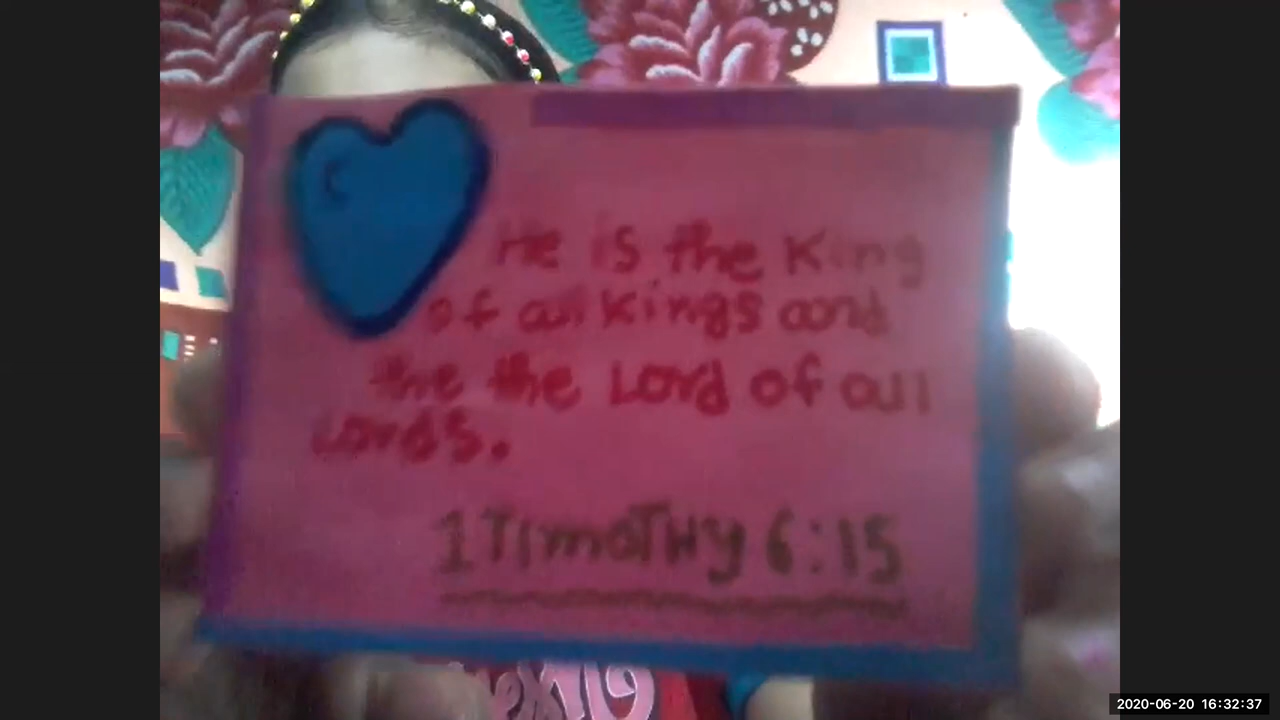 He is the King
of all Kings and
the the Lord of all
Lords.
1 TimoTHy 6:15
2020-06-20 16:32:37